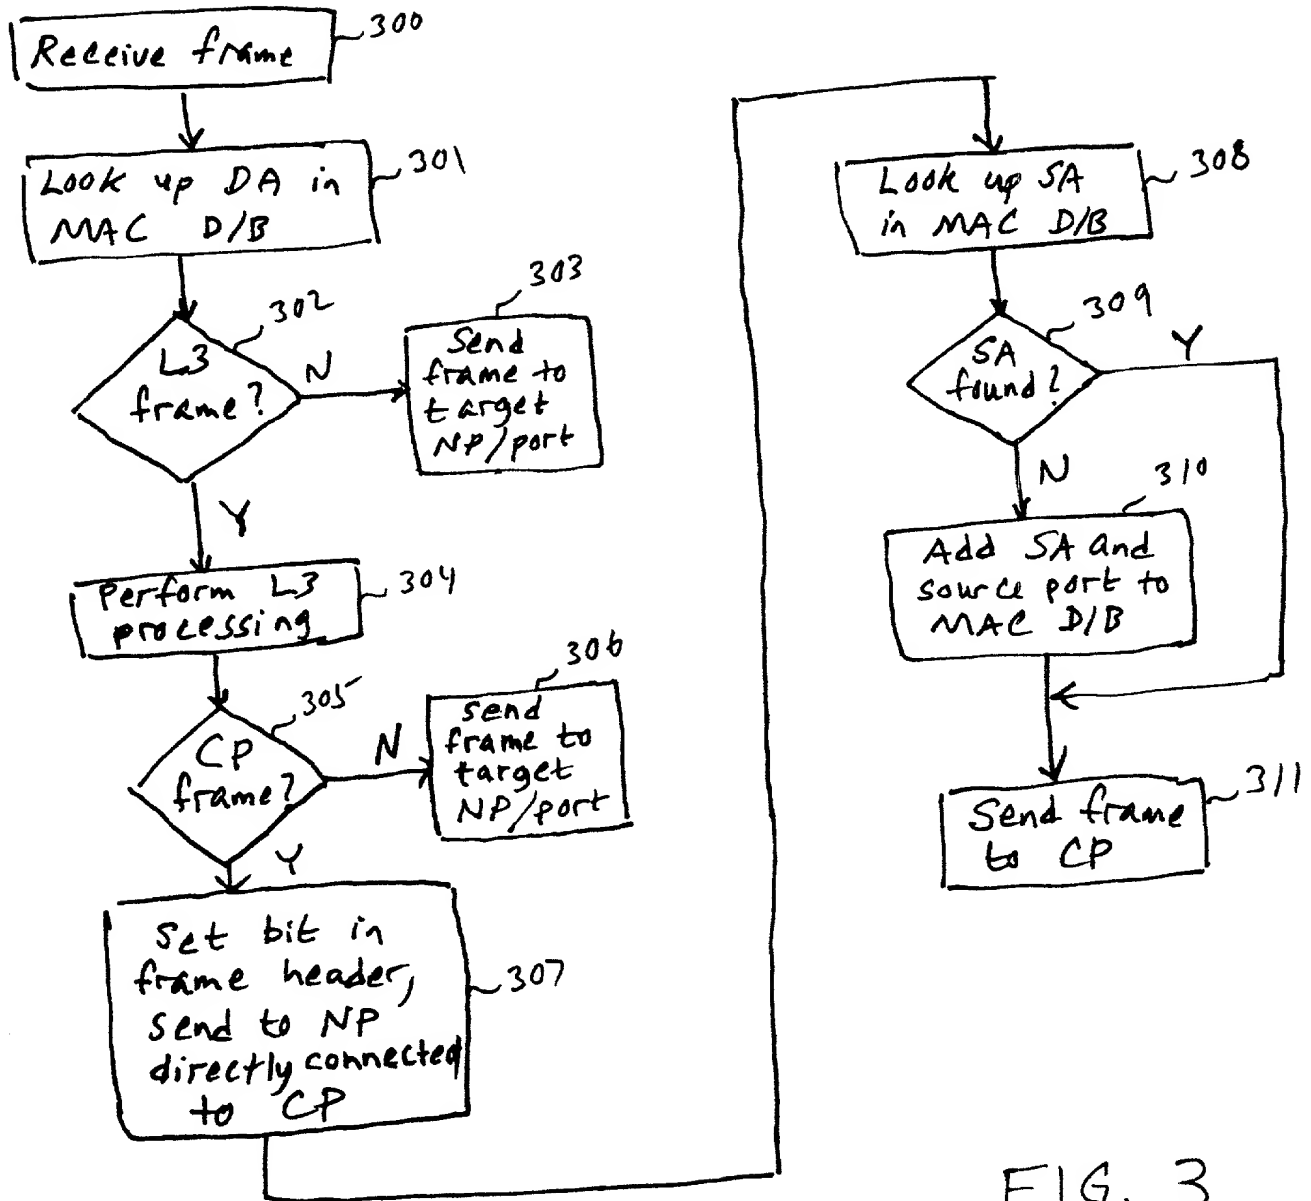 Receive frame
300
Look up DA in
MAC D/B
301
L3
frame?
302
N
Send
frame to
target
NP/port
303
Y
Perform L3
processing
304
CP
frame?
305
N
send
frame to
target
NP/port
306
Y
Set bit in
frame header,
send to NP
directly connected
to CP
307
Look up SA
in MAC D/B
308
SA
found?
309
Y
N
Add SA and
source port to
MAC D/B
310
Send frame
to CP
311
FIG. 3